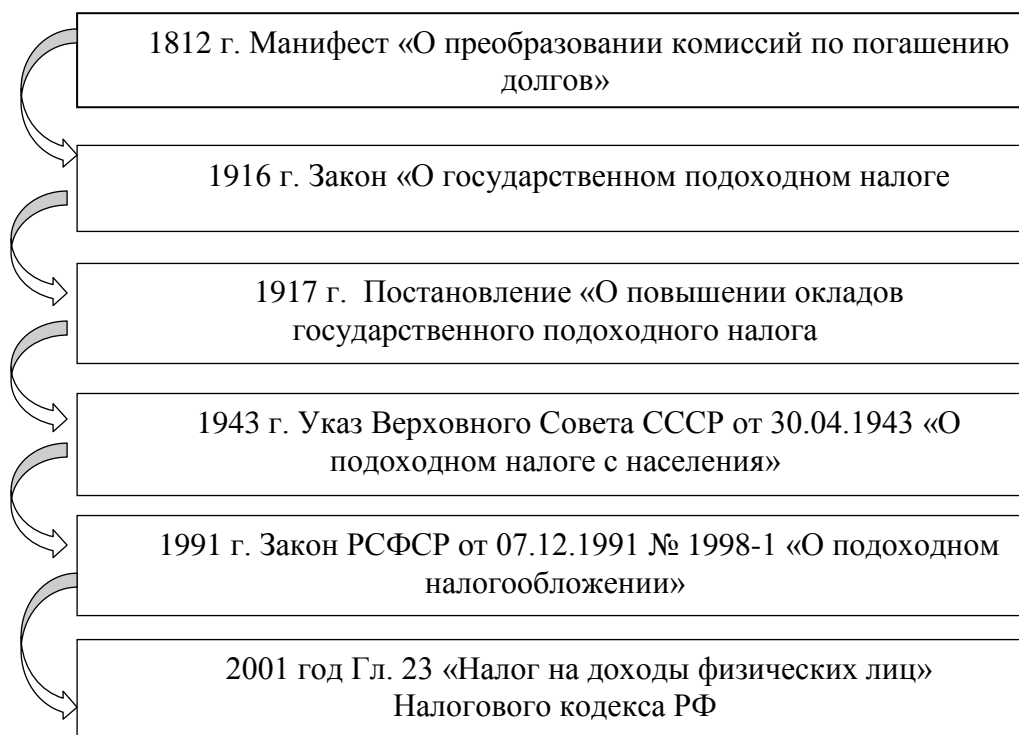 1812 г. Манифест «О преобразовании комиссий по погашению
долгов»
1916 г. Закон «О государственном подоходном налоге
1917 г. Постановление «О повышении окладов
государственного подоходного налога
1943 г. Указ Верховного Совета СССР от 30.04.1943 «О
подоходном налоге с населения»
1991 г. Закон РСФСР от 07.12.1991 № 1998-1 «О подоходном
налогообложении»
2001 год Гл. 23 «Налог на доходы физических лиц»
Налогового кодекса РФ